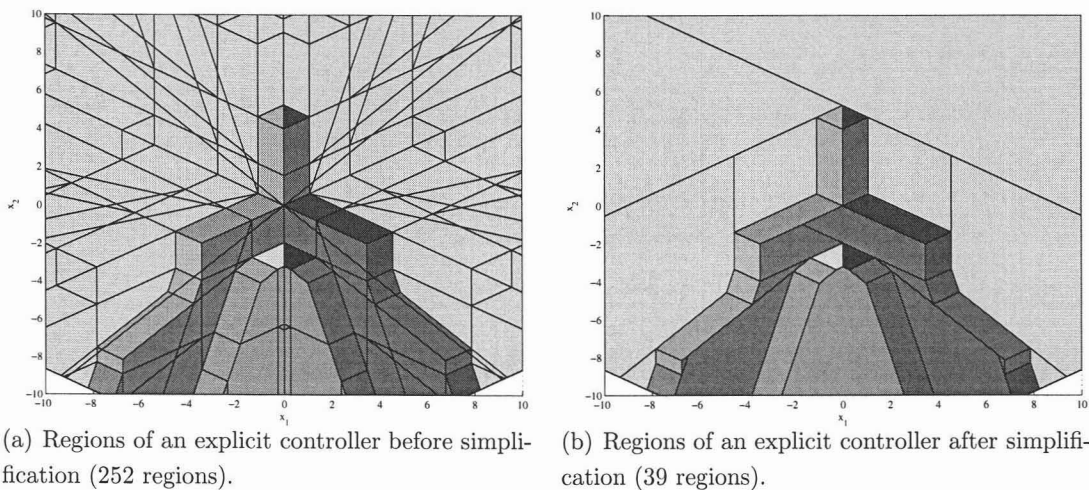 10
8
6
4
2
0
-2
-4
-6
-8
-10
x2
-10 -8 -6 -4 -2 0 2 4 6 8 10
x1
(a) Regions of an explicit controller before simpli-
fication (252 regions).
10
8
6
4
2
0
-2
-4
-6
-8
-10
x2
-10 -8 -6 -4 -2 0 2 4 6 8 10
x1
(b) Regions of an explicit controller after simplifi-
cation (39 regions).